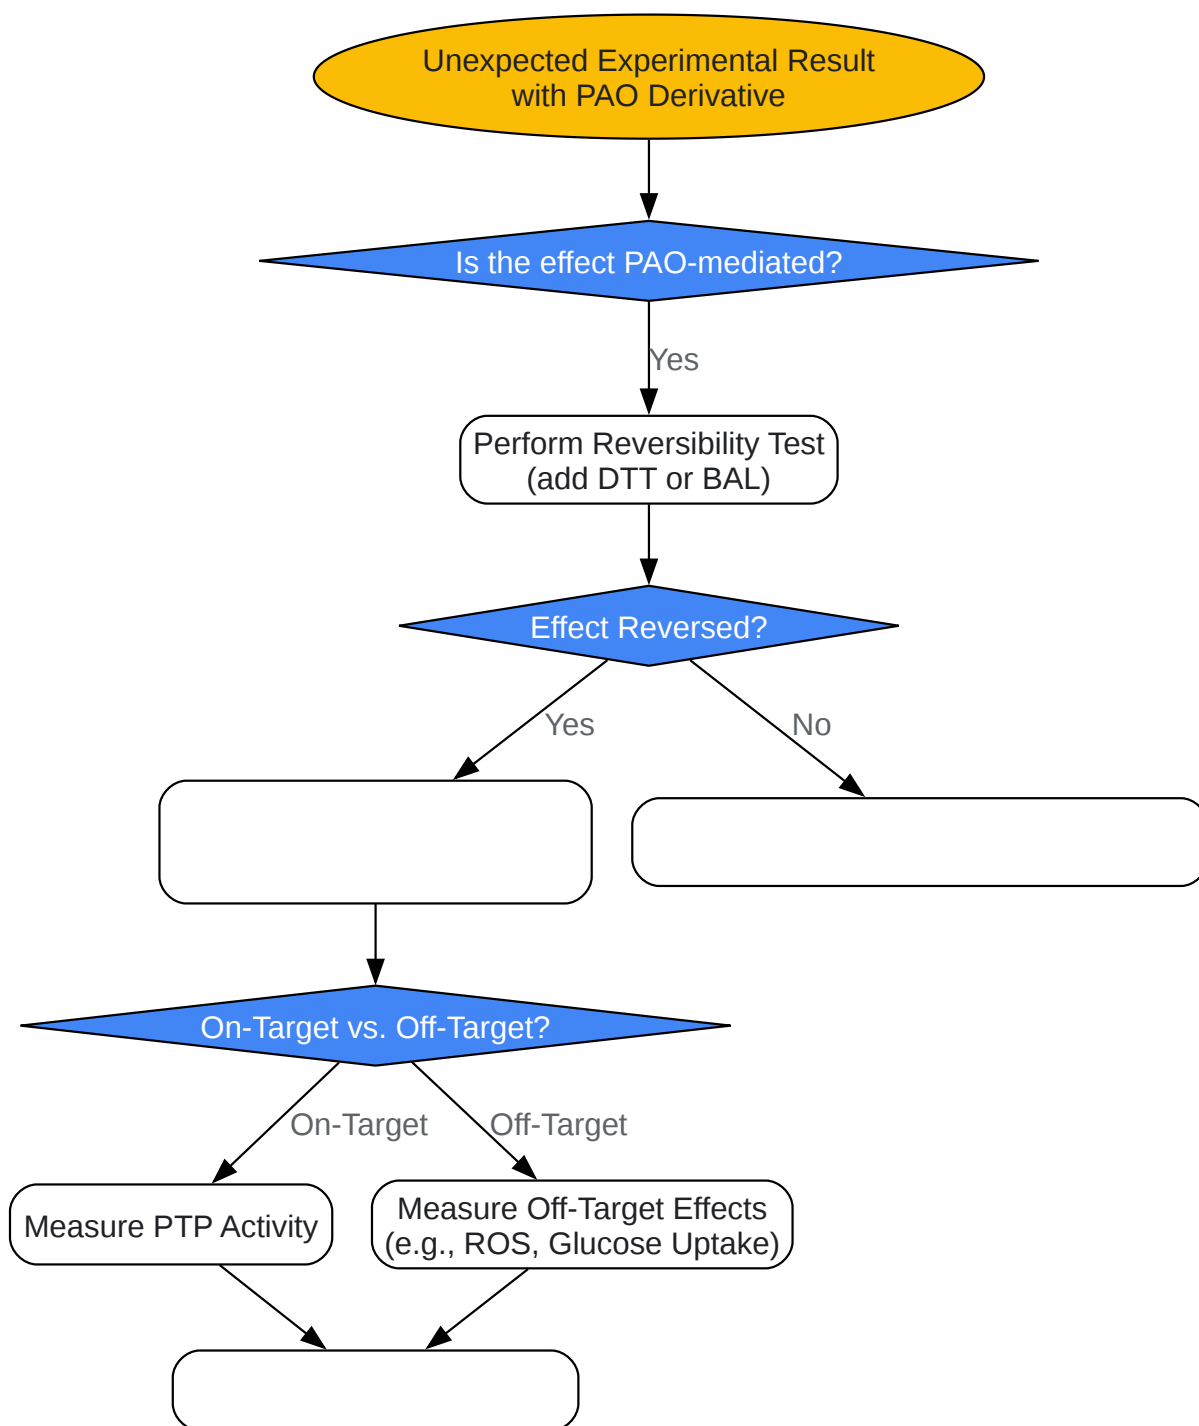 Unexpected Experimental Result
with PAO Derivative
Is the effect PAO-mediated?
Yes
Perform Reversibility Test
(add DTT or BAL)
Effect Reversed?
Yes
No
On-Target vs. Off-Target?
On-Target
Off-Target
Measure PTP Activity
Measure Off-Target Effects
(e.g., ROS, Glucose Uptake)